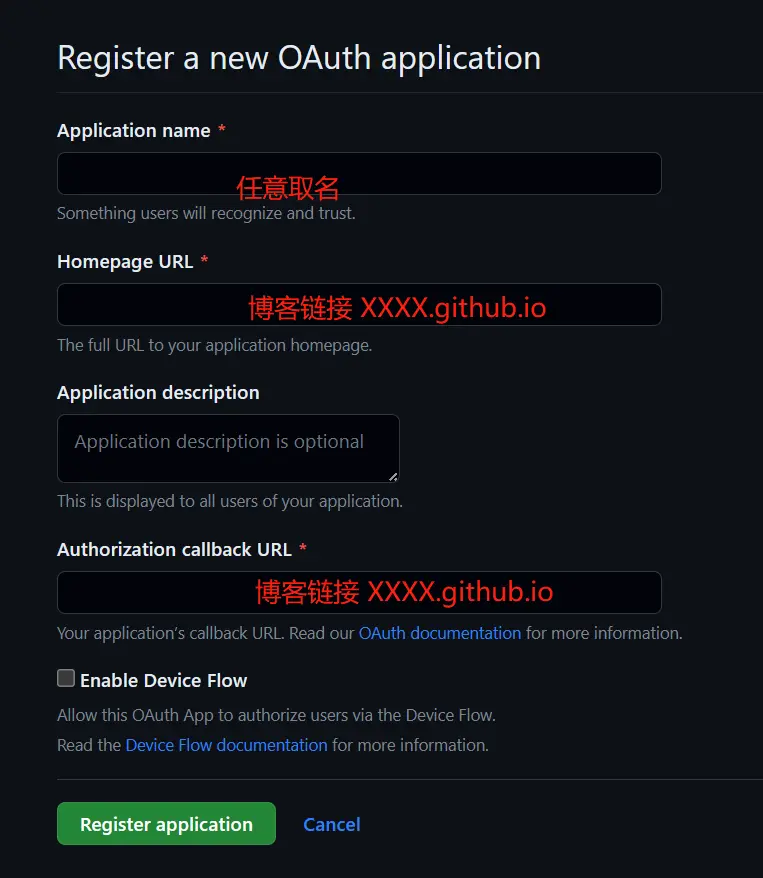 Register a new OAuth application
Application name *
任意取名
Something users will recognize and trust.
Homepage URL *
博客链接 XXXX.github.io
The full URL to your application homepage.
Application description
Application description is optional
This is displayed to all users of your application.
Authorization callback URL *
博客链接 XXXX.github.io
Your application’s callback URL. Read our OAuth documentation for more information.
Enable Device Flow
Allow this OAuth App to authorize users via the Device Flow.
Read the Device Flow documentation for more information.
Register application Cancel